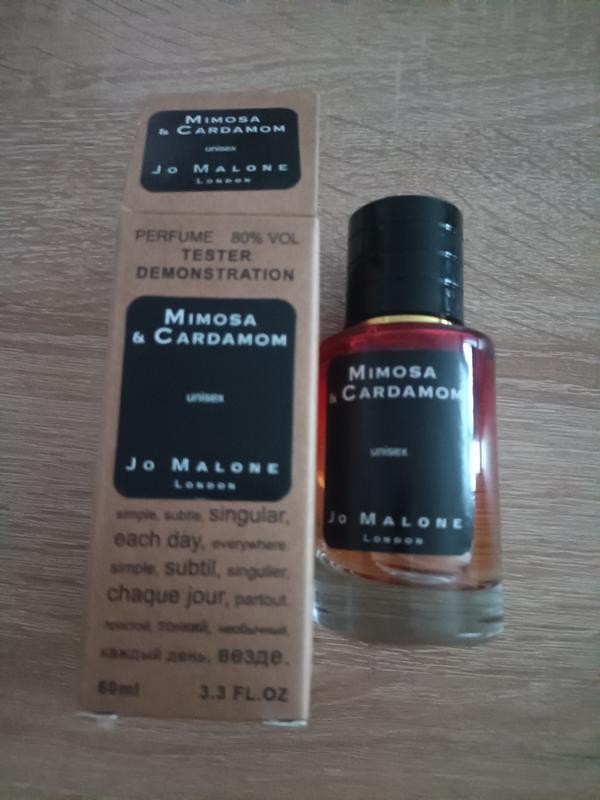 MIMOSA
& CARDAMOM
unisex
JO MALONE
LONDON
PERFUME 80% VOL
TESTER
DEMONSTRATION
MIMOSA
& CARDAMOM
unisex
JO MALONE
LONDON
simple, subtle, singular,
each day, everywhere.
simple, subtil, singulier,
chaque jour, partout.
простой, тонкий, необычный,
каждый день, везде.
60ml 3.3 FL.OZ
MIMOSA
& CARDAMOM
unisex
JO MALONE
LONDON